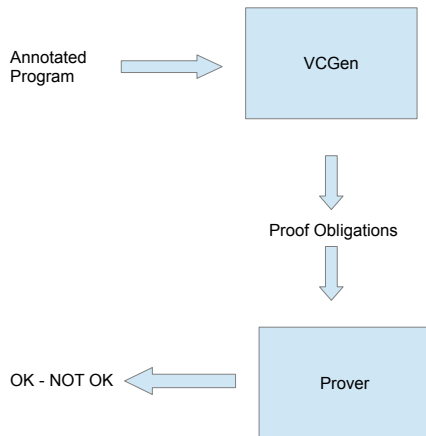 Annotated
Program
VCGen
Proof Obligations
OK - NOT OK
Prover